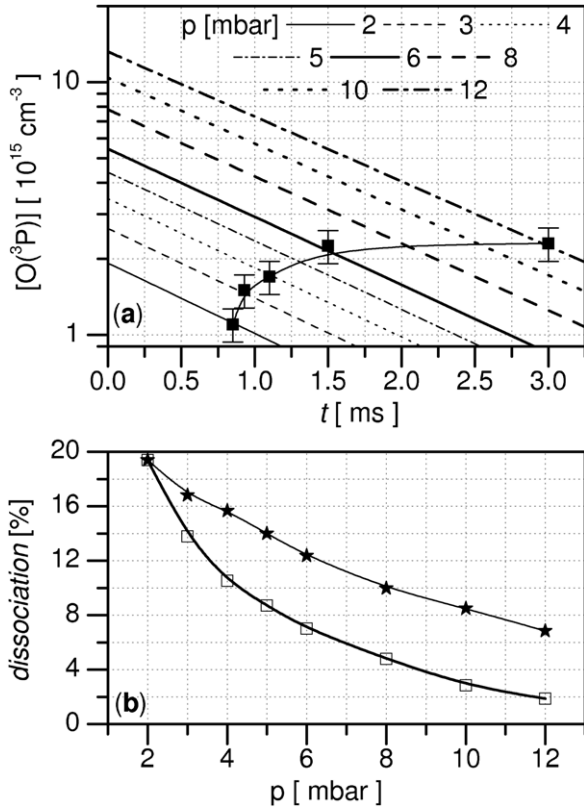 p [mbar] 2 3 4
5 6 8
10 12
[O(³P)] [ 10¹⁵ cm⁻³ ]
10
1
(a)
0.0 0.5 1.0 1.5 2.0 2.5 3.0
t [ ms ]
dissociation [%]
20
16
12
8
4
0
(b)
2 4 6 8 10 12
p [ mbar ]